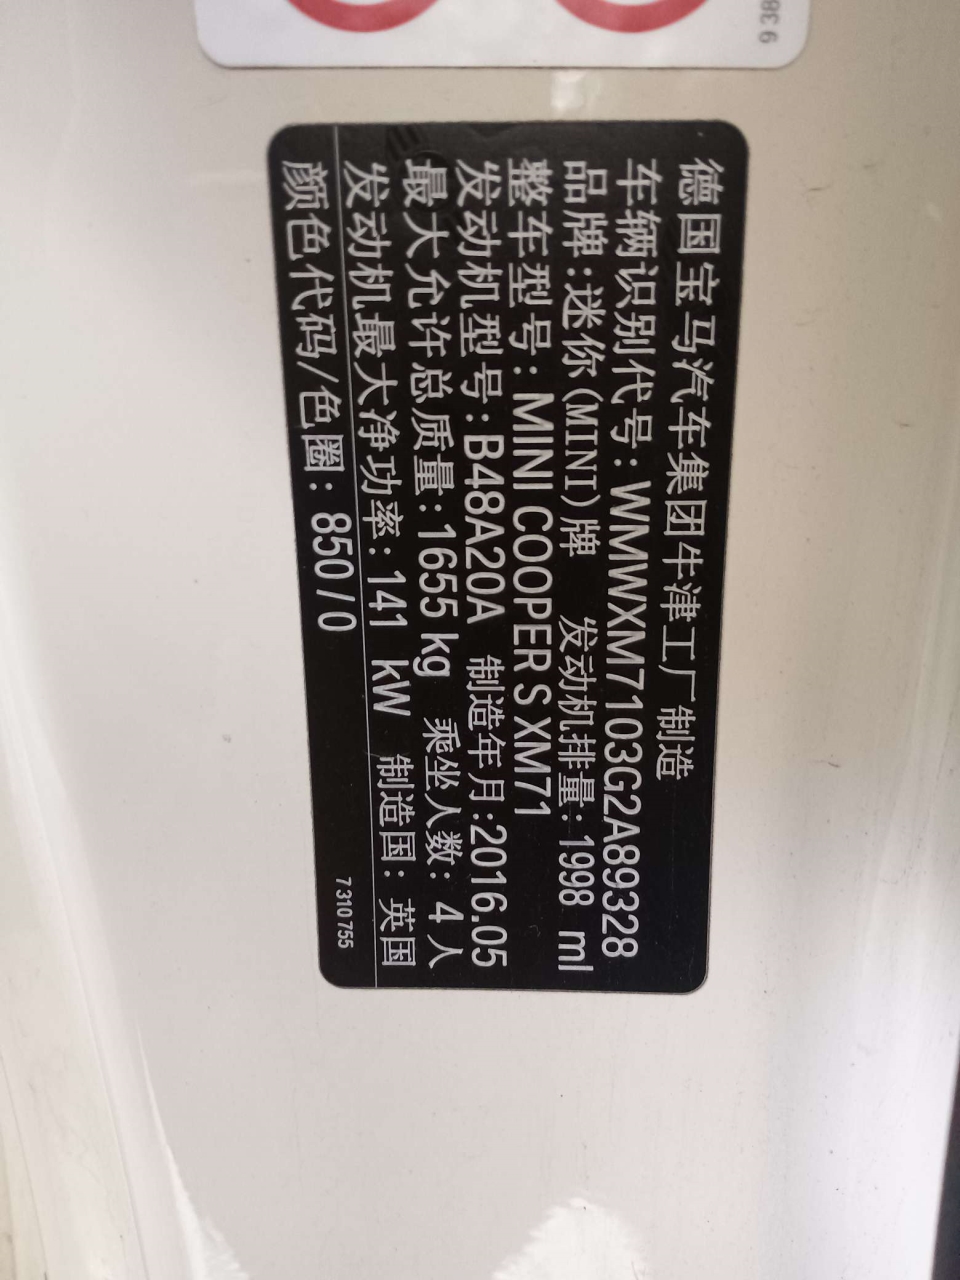 德国宝马汽车集团牛津工厂制造
车辆识别代号: WMWXM7103G2A89328
品牌:迷你(MINI)牌 发动机排量: 1998 ml
整车型号: MINI COOPER S XM71
发动机型号: B48A20A 制造年月:2016.05
最大允许总质量: 1655 kg 乘坐人数: 4人
发动机最大净功率: 141 kW 制造国: 英国
颜色代码/色圈: 850 / 0
7 310 755